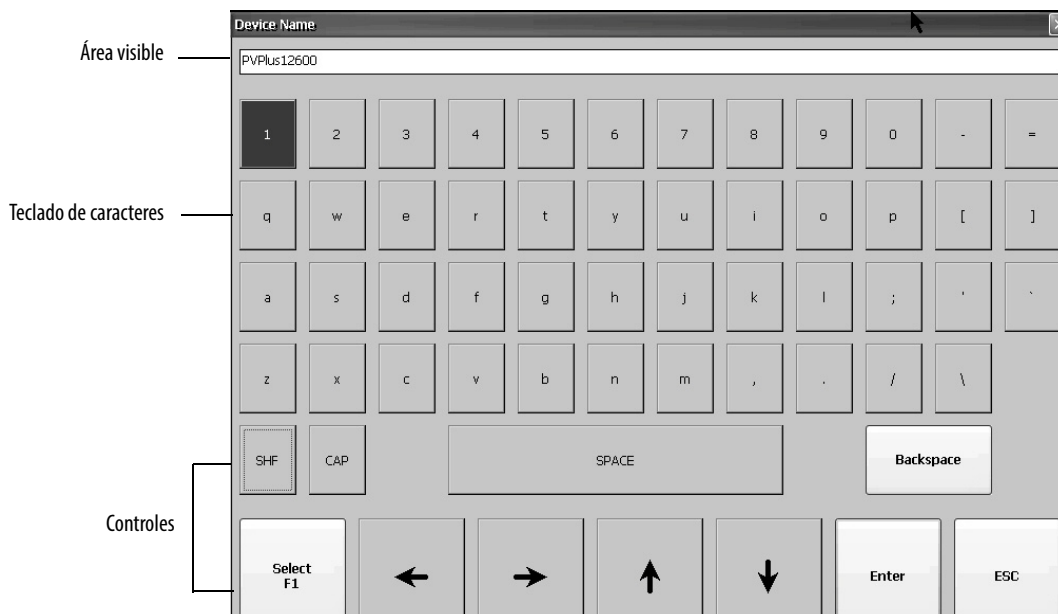 Device Name
Área visible
PVPlus12600
1 2 3 4 5 6 7 8 9 0 - =
Teclado de caracteres
q w e r t y u i o p [ ]
a s d f g h j k l ; ' `
z x c v b n m , . / \
SHF CAP SPACE Backspace
Controles
Select
F1
Enter
ESC